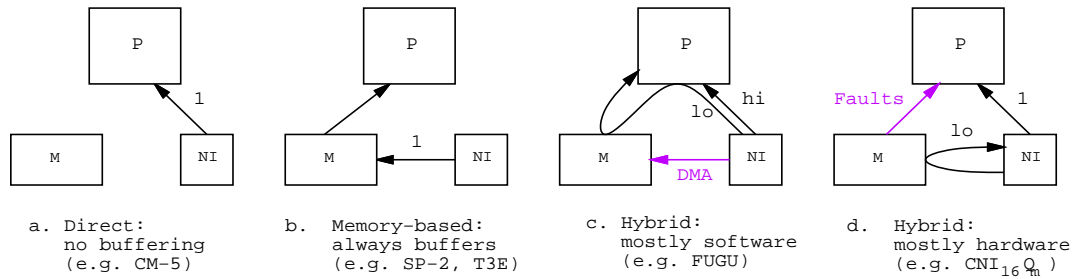 P
1
M
NI
a. Direct:
no buffering
(e.g. CM-5)
P
M
1
NI
b. Memory-based:
always buffers
(e.g. SP-2, T3E)
P
hi
lo
M
DMA
NI
c. Hybrid:
mostly software
(e.g. FUGU)
P
Faults
1
lo
M
NI
d. Hybrid:
mostly hardware
(e.g. CNI16Qm)